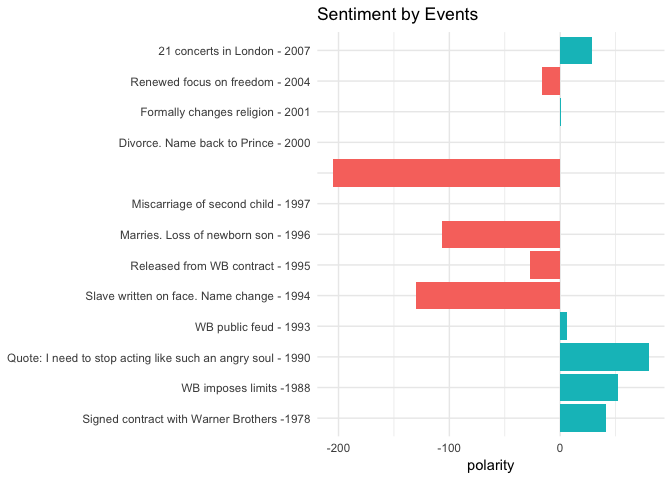 Sentiment by Events
21 concerts in London - 2007
Renewed focus on freedom - 2004
Formally changes religion - 2001
Divorce. Name back to Prince - 2000
Miscarriage of second child - 1997
Marries. Loss of newborn son - 1996
Released from WB contract - 1995
Slave written on face. Name change - 1994
WB public feud - 1993
Quote: I need to stop acting like such an angry soul - 1990
WB imposes limits -1988
Signed contract with Warner Brothers -1978
-200 -100 0
polarity